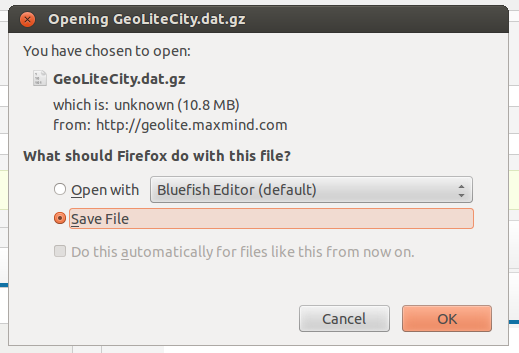 Opening GeoLiteCity.dat.gz
You have chosen to open:
GeoLiteCity.dat.gz
which is: unknown (10.8 MB)
from: http://geolite.maxmind.com
What should Firefox do with this file?
Open with Bluefish Editor (default)
Save File
Do this automatically for files like this from now on.
Cancel OK